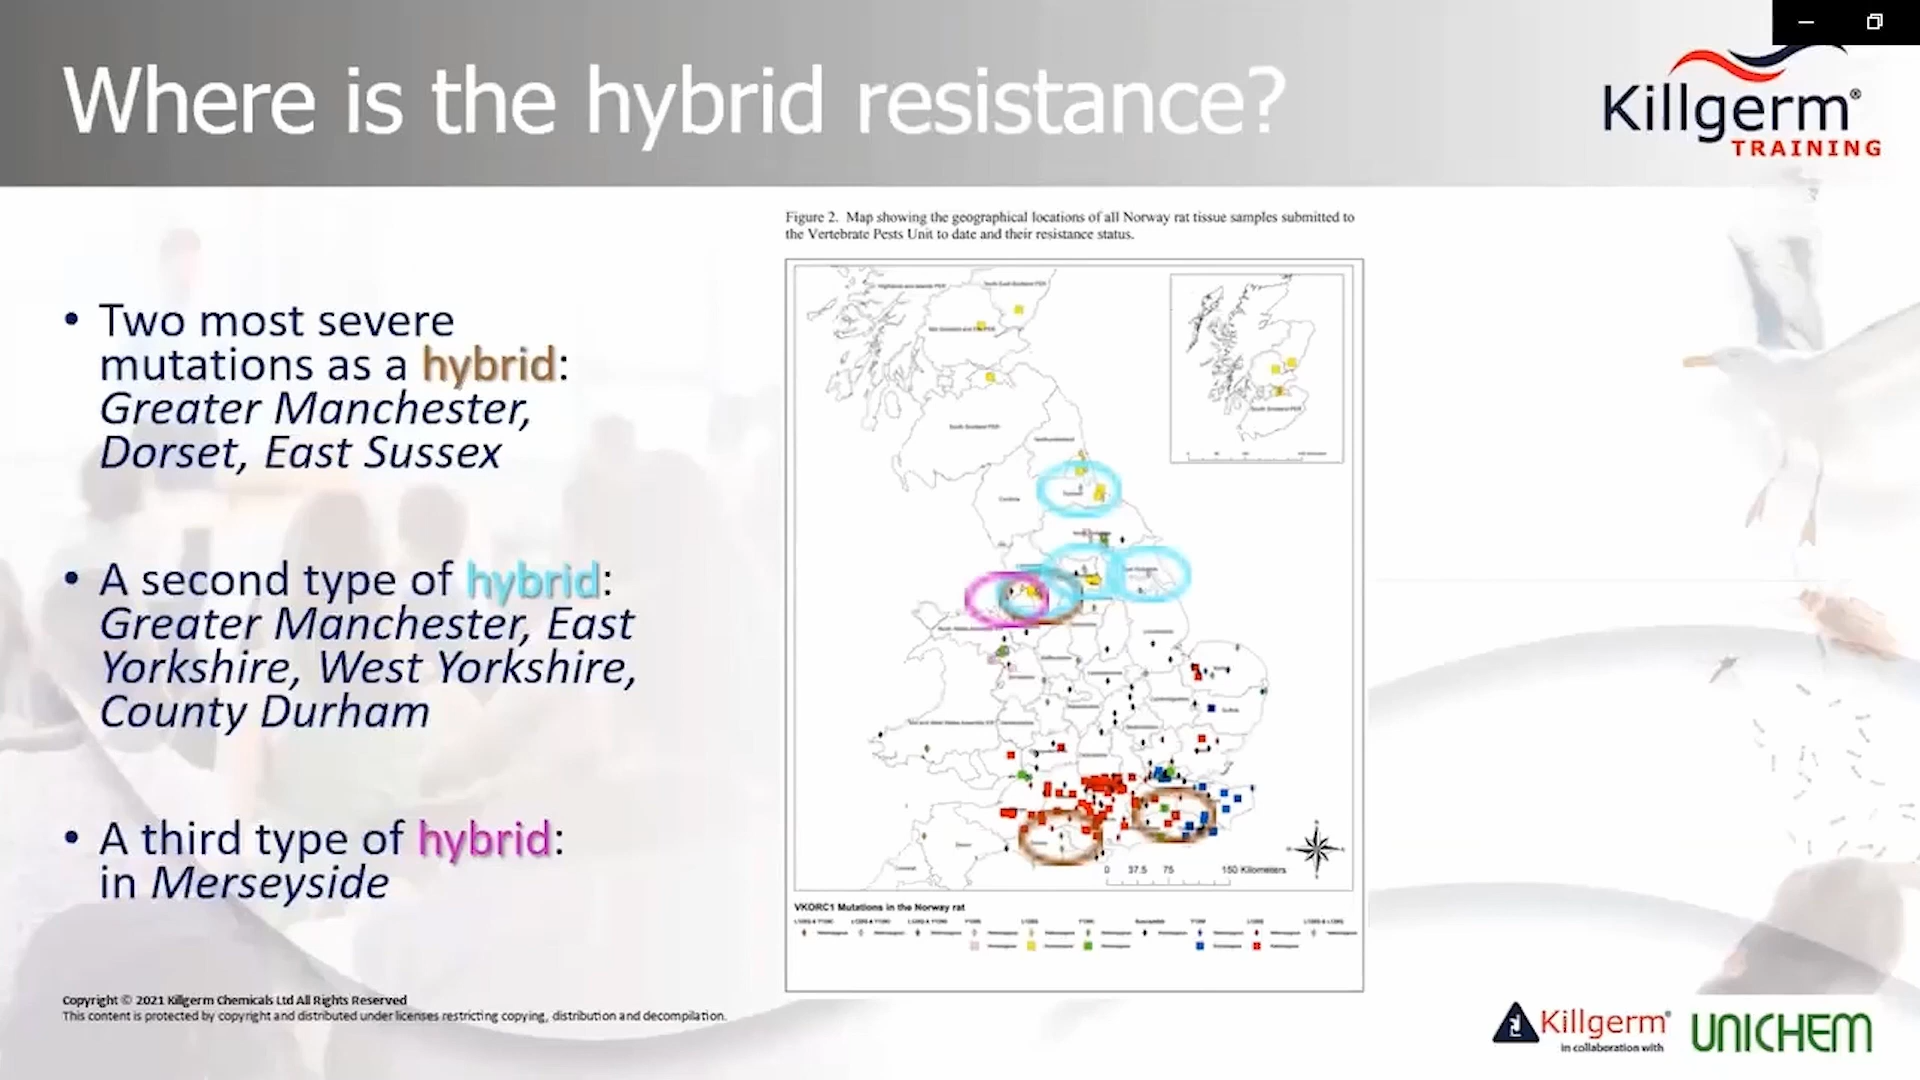 Where is the hybrid resistance?
Killgerm®
TRAINING
Figure 2. Map showing the geographical locations of all Norway rat tissue samples submitted to
the Vertebrate Pests Unit to date and their resistance status.
• Two most severe
mutations as a hybrid:
Greater Manchester,
Dorset, East Sussex
• A second type of hybrid:
Greater Manchester, East
Yorkshire, West Yorkshire,
County Durham
• A third type of hybrid:
in Merseyside
0 37.5 75 150 Kilometers
VKORC1 Mutations in the Norway rat
Copyright © 2021 Killgerm Chemicals Ltd All Rights Reserved
This content is protected by copyright and distributed under licenses restricting copying, distribution and decompilation.
Killgerm®
in collaboration with
UNICHEM